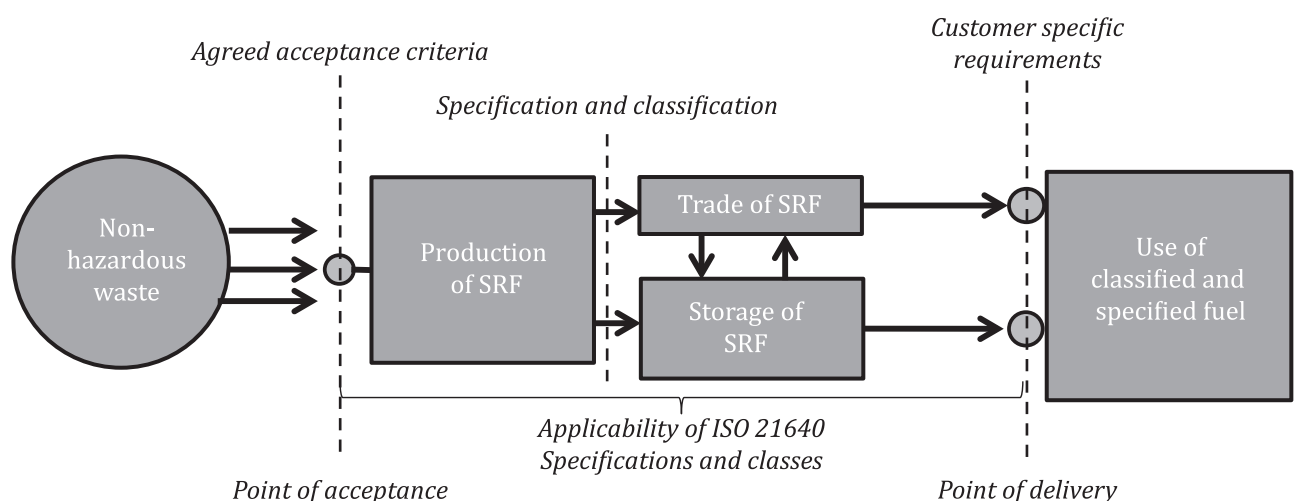 Customer specific
requirements
Agreed acceptance criteria
Specification and classification
Non-
hazardous
waste
Production
of SRF
Trade of SRF
Storage of
SRF
Use of
classified and
specified fuel
Applicability of ISO 21640
Specifications and classes
Point of acceptance
Point of delivery